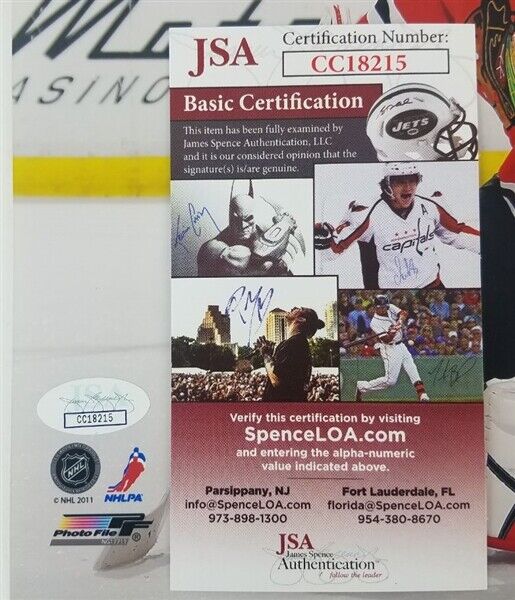 ASINO
JSA
Certification Number:
CC18215
Basic Certification
This item has been fully examined by
James Spence Authentication, LLC
and it is our considered opinion that the
signature(s) is/are genuine.
JETS
capitals
A
Verify this certification by visiting
SpenceLOA.com
and entering the alpha-numeric
value indicated above.
Parsippany, NJ
info@SpenceLOA.com
973-898-1300
Fort Lauderdale, FL
florida@SpenceLOA.com
954-380-8670
JSA
James Spence
Authentication
follow the leader
JSA
CC18215
NHL
© NHL 2011
NHLPA
Photo File